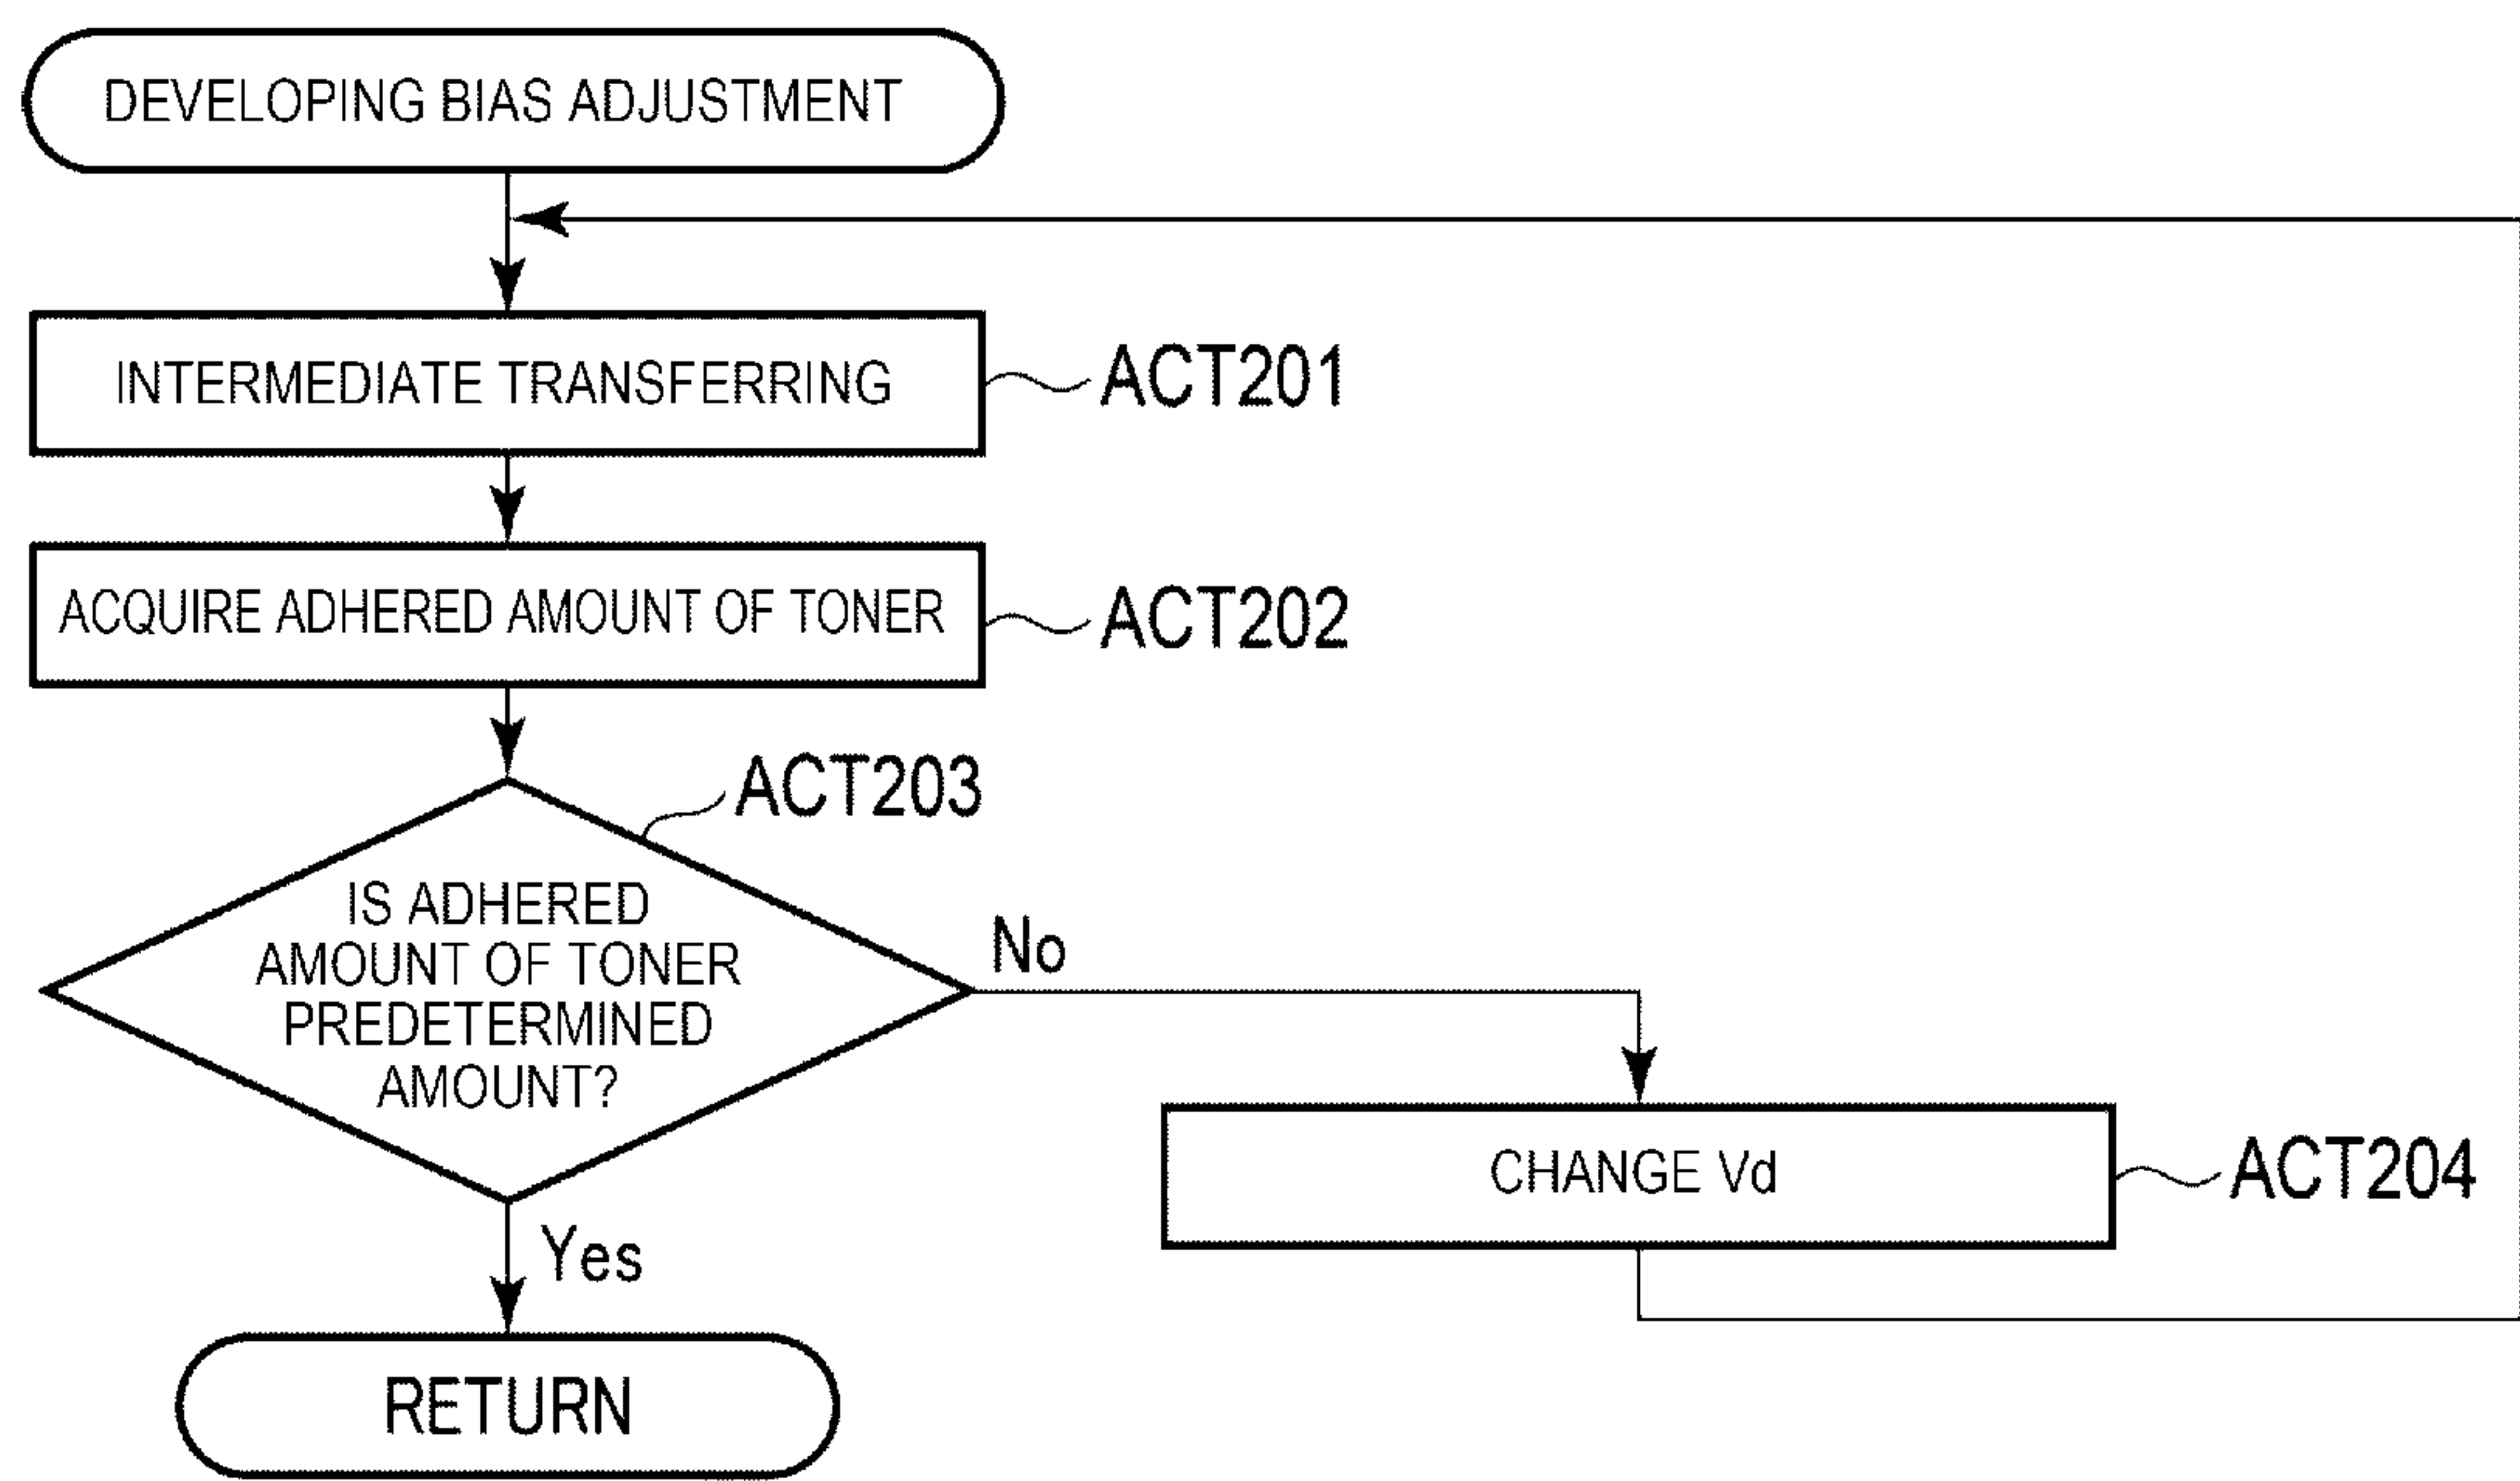 DEVELOPING BIAS ADJUSTMENT
INTERMEDIATE TRANSFERRING
ACT201
ACQUIRE ADHERED AMOUNT OF TONER
ACT202
ACT203
IS ADHERED
AMOUNT OF TONER
PREDETERMINED
AMOUNT?
No
CHANGE Vd
ACT204
Yes
RETURN